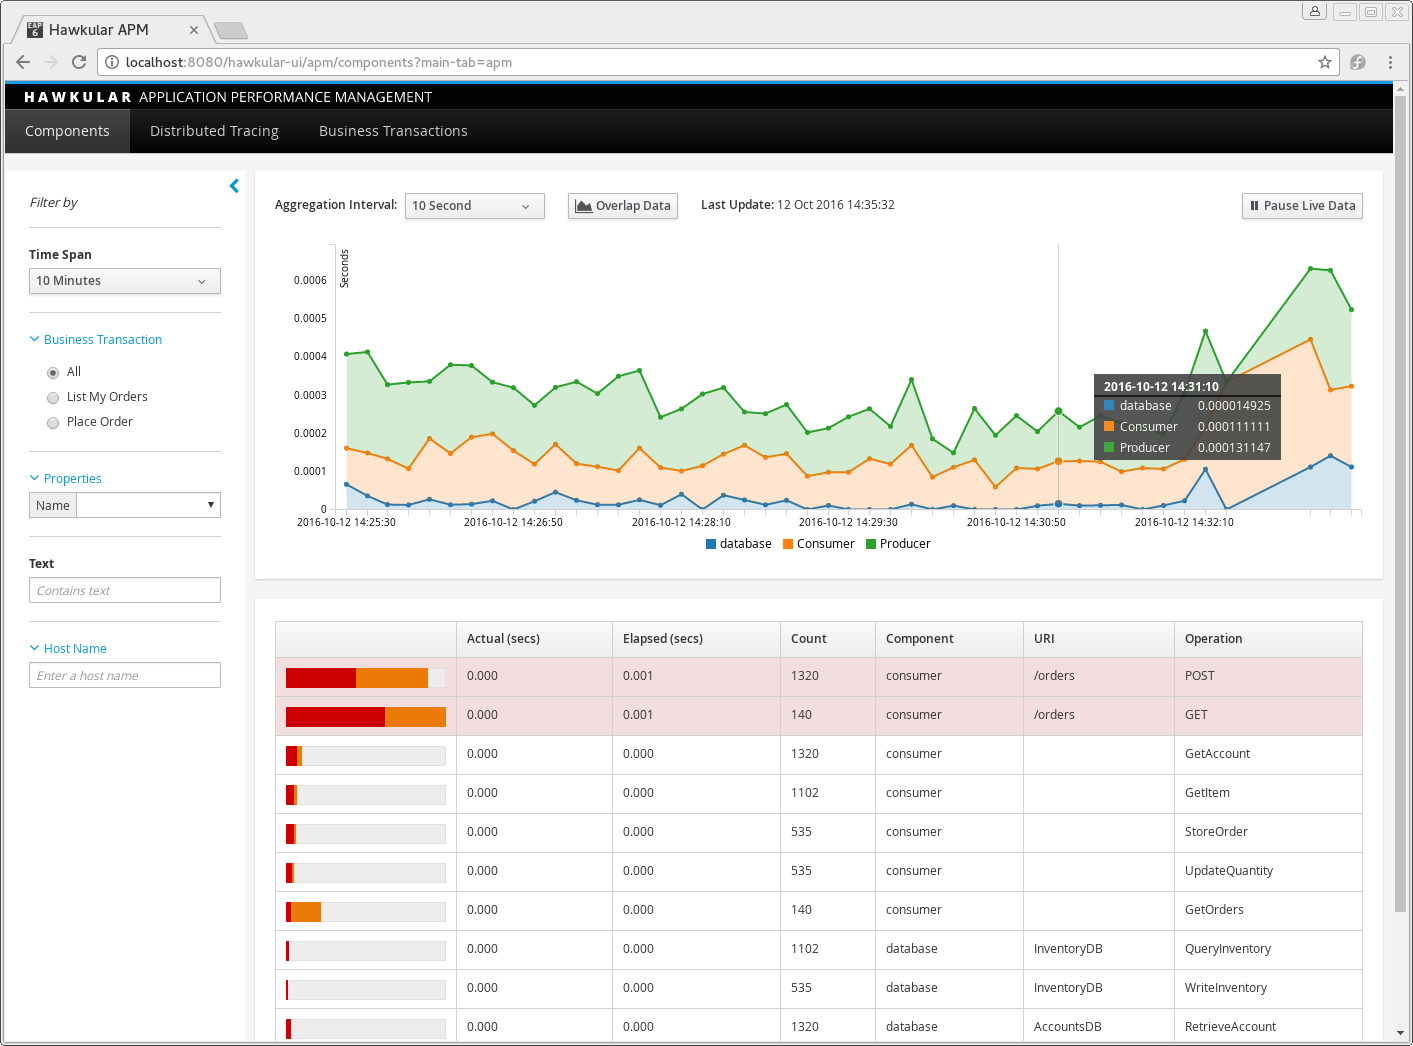 EAP 6
Hawkular APM
localhost:8080/hawkular-ui/apm/components?main-tab=apm
HAWKULAR APPLICATION PERFORMANCE MANAGEMENT
Components Distributed Tracing Business Transactions
Filter by
Time Span
10 Minutes
Business Transaction
All
List My Orders
Place Order
Properties
Name
Text
Contains text
Host Name
Enter a host name
Aggregation Interval: 10 Second Overlap Data Last Update: 12 Oct 2016 14:35:32 Pause Live Data
Seconds
0.0006
0.0005
0.0004
0.0003
0.0002
0.0001
0
2016-10-12 14:25:30 2016-10-12 14:26:50 2016-10-12 14:28:10 2016-10-12 14:29:30 2016-10-12 14:30:50 2016-10-12 14:32:10
2016-10-12 14:31:10
database 0.000014925
Consumer 0.000111111
Producer 0.000131147
database Consumer Producer
Actual (secs) Elapsed (secs) Count Component URI Operation
0.000 0.001 1320 consumer /orders POST
0.000 0.001 140 consumer /orders GET
0.000 0.000 1320 consumer GetAccount
0.000 0.000 1102 consumer GetItem
0.000 0.000 535 consumer StoreOrder
0.000 0.000 535 consumer UpdateQuantity
0.000 0.000 140 consumer GetOrders
0.000 0.000 1102 database InventoryDB QueryInventory
0.000 0.000 535 database InventoryDB WriteInventory
0.000 0.000 1320 database AccountsDB RetrieveAccount